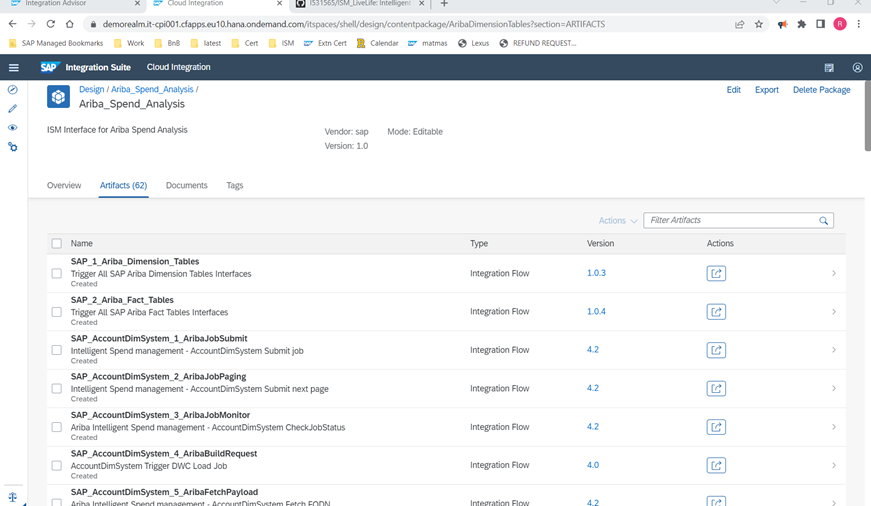 Integration Advisor
Cloud Integration
I531565/ISM_LiveLife: Intelligen
demorealm.it-cpi001.cfapps.eu10.hana.ondemand.com/itspaces/shell/design/contentpackage/AribaDimensionTables?section=ARTIFACTS
R
SAP Managed Bookmarks Work BnB latest Cert ISM Extn Cert Calendar matmas Lexus REFUND REQUEST...
SAP Integration Suite Cloud Integration
Design / Ariba_Spend_Analysis /
Edit Export Delete Package
Ariba_Spend_Analysis
ISM Interface for Ariba Spend Analysis
Vendor: sap Mode: Editable
Version: 1.0
Overview Artifacts (62) Documents Tags
Actions Filter Artifacts
Name Type Version Actions
SAP_1_Ariba_Dimension_Tables
Trigger All SAP Ariba Dimension Tables Interfaces Integration Flow 1.0.3
Created
SAP_2_Ariba_Fact_Tables
Trigger All SAP Ariba Fact Tables Interfaces Integration Flow 1.0.4
Created
SAP_AccountDimSystem_1_AribaJobSubmit
Intelligent Spend management - AccountDimSystem Submit job Integration Flow 4.2
Created
SAP_AccountDimSystem_2_AribaJobPaging
Intelligent Spend management - AccountDimSystem Submit next page Integration Flow 4.2
Created
SAP_AccountDimSystem_3_AribaJobMonitor
Ariba Intelligent Spend management - AccountDimSystem CheckJobStatus Integration Flow 4.2
Created
SAP_AccountDimSystem_4_AribaBuildRequest
AccountDimSystem Trigger DWC Load Job Integration Flow 4.0
Created
SAP_AccountDimSystem_5_AribaFetchPayload
Ariba Intelligent Spend management - AccountDimSystem Fetch FQDN Integration Flow 4.2